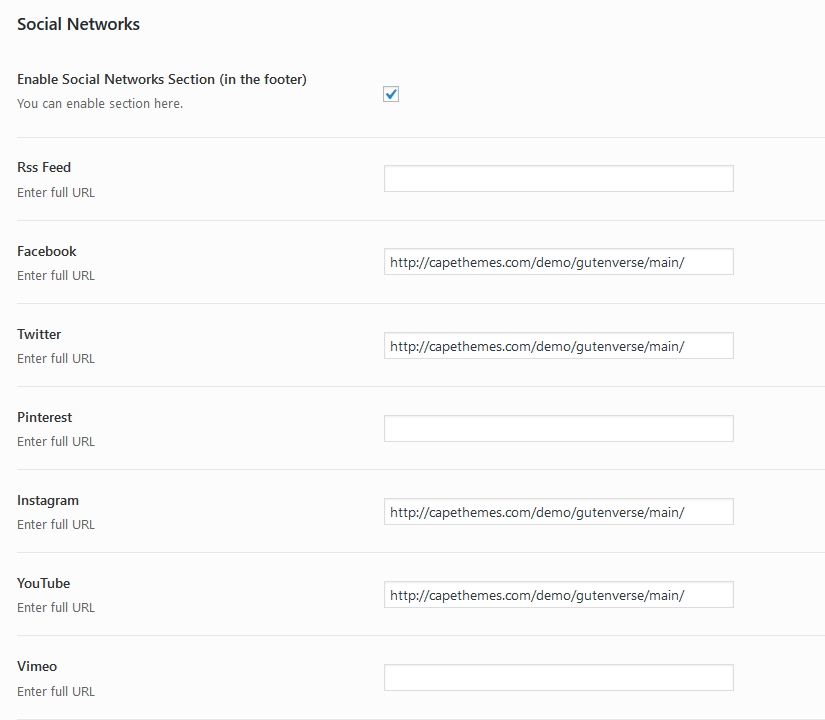 Social Networks
Enable Social Networks Section (in the footer)
You can enable section here.
Rss Feed
Enter full URL
Facebook
Enter full URL
http://capethemes.com/demo/gutenverse/main/
Twitter
Enter full URL
http://capethemes.com/demo/gutenverse/main/
Pinterest
Enter full URL
Instagram
Enter full URL
http://capethemes.com/demo/gutenverse/main/
YouTube
Enter full URL
http://capethemes.com/demo/gutenverse/main/
Vimeo
Enter full URL